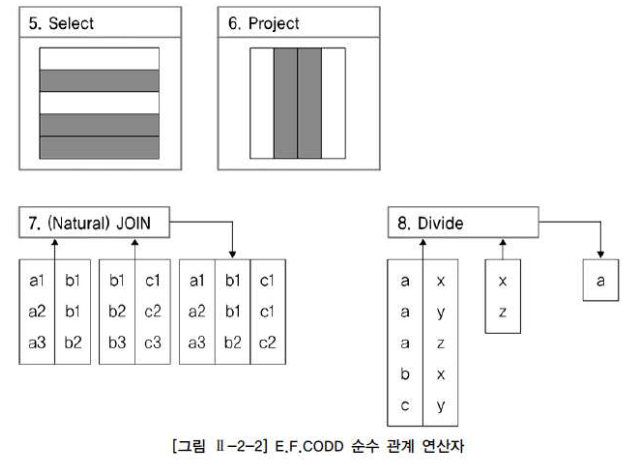 5. Select
6. Project
7. (Natural) JOIN
a1 b1
a2 b1
a3 b2
b1 c1
b2 c2
b3 c3
a1 b1 c1
a2 b1 c1
a3 b2 c2
8. Divide
a x
a y
a z
b x
c y
x
z
a
[그림 Ⅱ-2-2] E.F.CODD 순수 관계 연산자